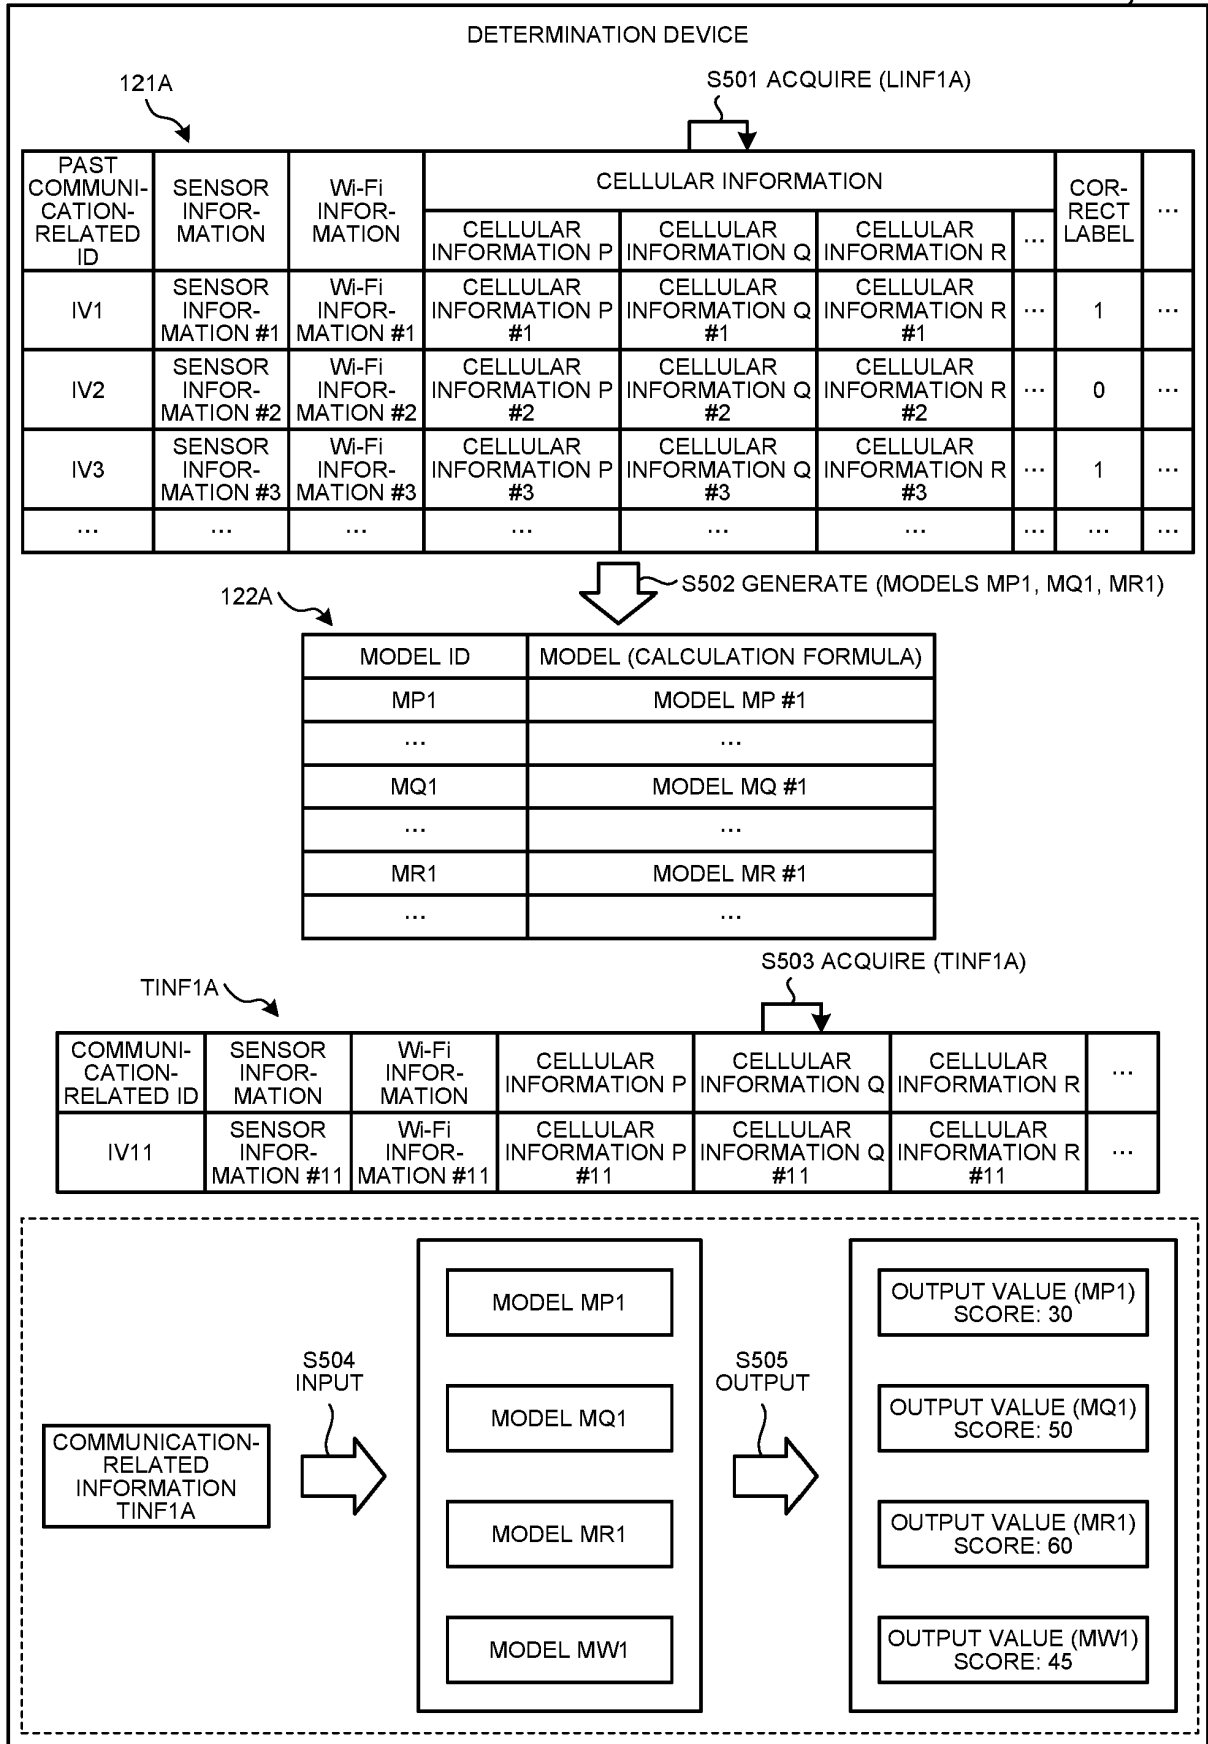 DETERMINATION DEVICE
121A
S501 ACQUIRE (LINF1A)
PAST
COMMUNI-
CATION-
RELATED
ID
SENSOR
INFOR-
MATION
Wi-Fi
INFOR-
MATION
CELLULAR INFORMATION
CELLULAR
INFORMATION P
CELLULAR
INFORMATION Q
CELLULAR
INFORMATION R
...
COR-
RECT
LABEL
...
IV1
SENSOR
INFOR-
MATION #1
Wi-Fi
INFOR-
MATION #1
CELLULAR
INFORMATION P
#1
CELLULAR
INFORMATION Q
#1
CELLULAR
INFORMATION R
#1
...
1
...
IV2
SENSOR
INFOR-
MATION #2
Wi-Fi
INFOR-
MATION #2
CELLULAR
INFORMATION P
#2
CELLULAR
INFORMATION Q
#2
CELLULAR
INFORMATION R
#2
...
0
...
IV3
SENSOR
INFOR-
MATION #3
Wi-Fi
INFOR-
MATION #3
CELLULAR
INFORMATION P
#3
CELLULAR
INFORMATION Q
#3
CELLULAR
INFORMATION R
#3
...
1
...
...
...
...
...
...
...
...
...
...
S502 GENERATE (MODELS MP1, MQ1, MR1)
122A
MODEL ID
MODEL (CALCULATION FORMULA)
MP1
MODEL MP #1
...
...
MQ1
MODEL MQ #1
...
...
MR1
MODEL MR #1
...
...
S503 ACQUIRE (TINF1A)
TINF1A
COMMUNI-
CATION-
RELATED ID
SENSOR
INFOR-
MATION
Wi-Fi
INFOR-
MATION
CELLULAR
INFORMATION P
CELLULAR
INFORMATION Q
CELLULAR
INFORMATION R
...
IV11
SENSOR
INFOR-
MATION #11
Wi-Fi
INFOR-
MATION #11
CELLULAR
INFORMATION P
#11
CELLULAR
INFORMATION Q
#11
CELLULAR
INFORMATION R
#11
...
COMMUNICATION-
RELATED
INFORMATION
TINF1A
S504
INPUT
MODEL MP1
MODEL MQ1
MODEL MR1
MODEL MW1
S505
OUTPUT
OUTPUT VALUE (MP1)
SCORE: 30
OUTPUT VALUE (MQ1)
SCORE: 50
OUTPUT VALUE (MR1)
SCORE: 60
OUTPUT VALUE (MW1)
SCORE: 45